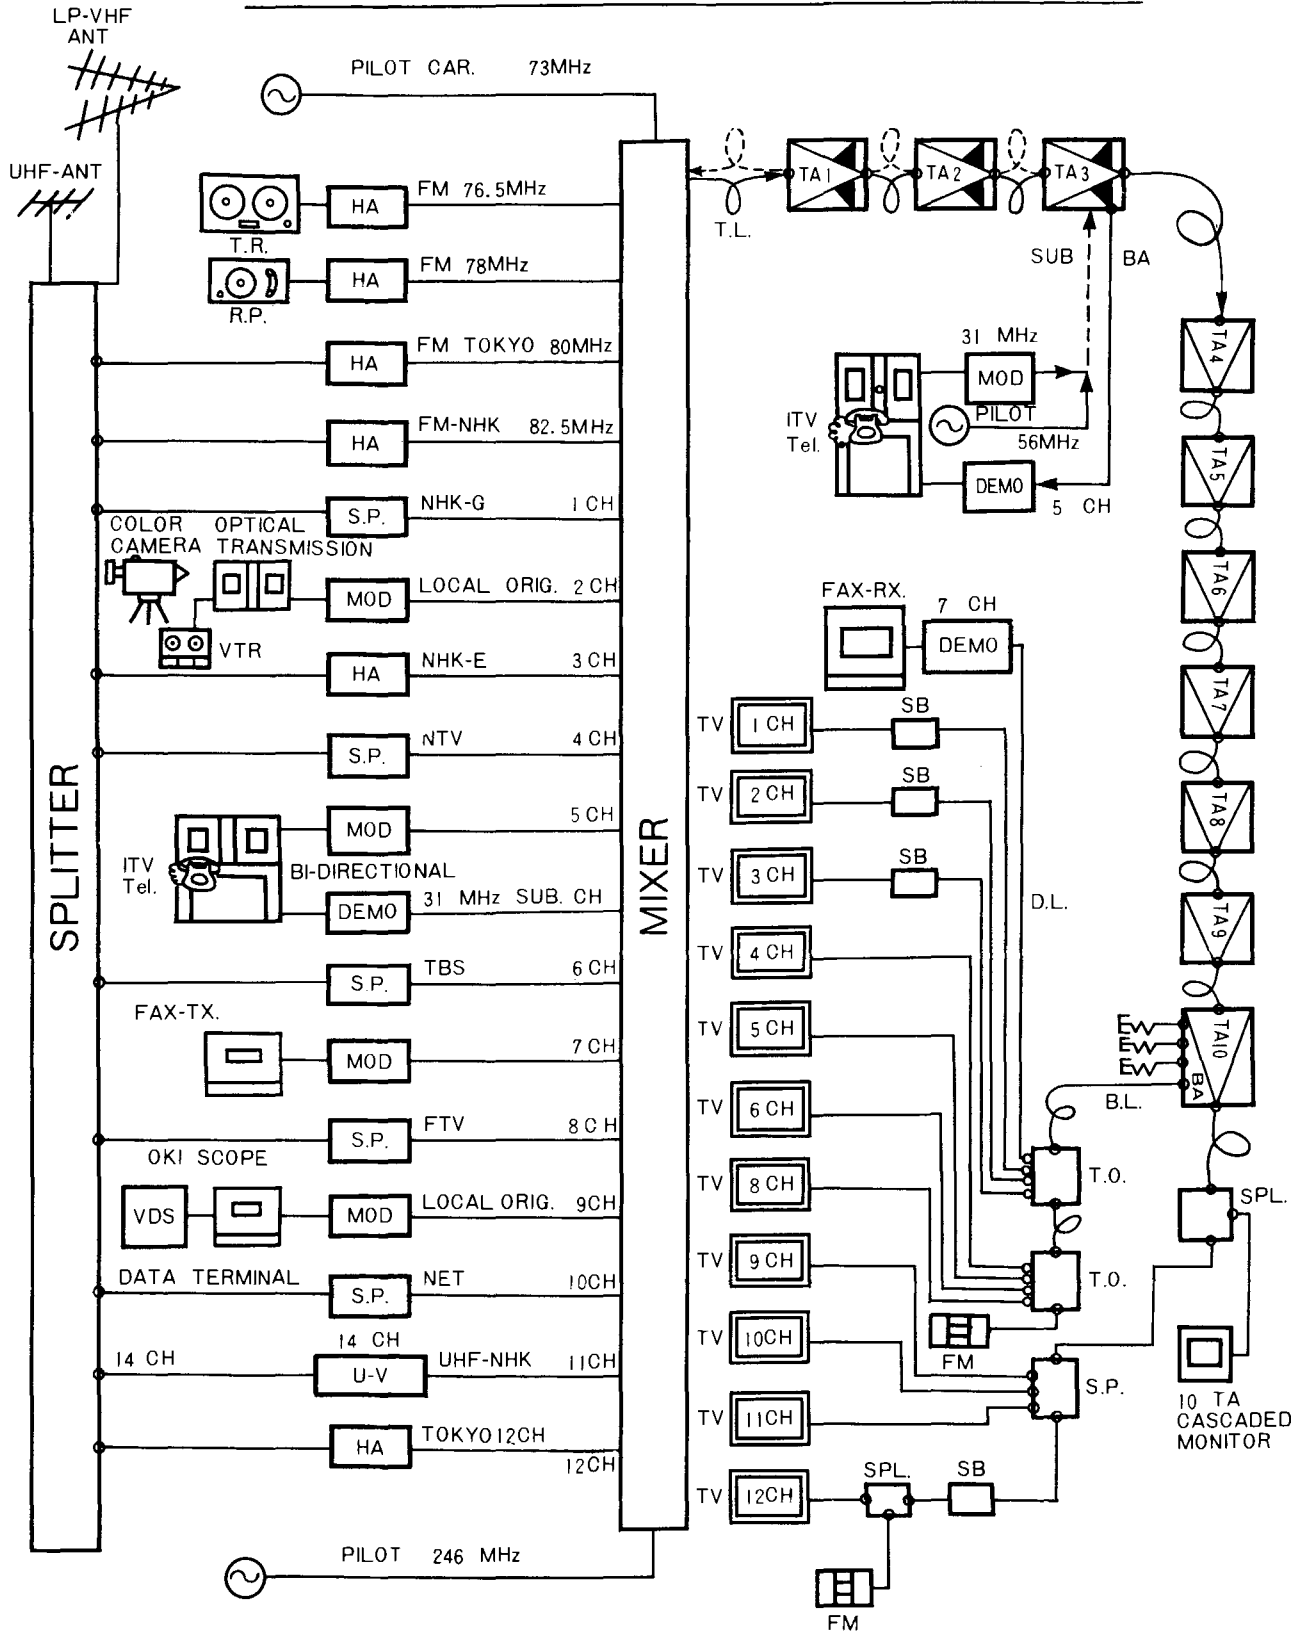 LP-VHF
ANT
PILOT CAR. 73MHz
UHF-ANT
T.R.
HA
FM 76.5MHz
R.P.
HA
FM 78MHz
HA
FM TOKYO 80MHz
HA
FM-NHK 82.5MHz
S.P.
NHK-G 1 CH
COLOR
CAMERA
OPTICAL
TRANSMISSION
VTR
MOD
LOCAL ORIG. 2 CH
HA
NHK-E 3 CH
S.P.
NTV 4 CH
ITV
Tel.
MOD
5 CH
BI-DIRECTIONAL
DEMO
31 MHz SUB. CH
S.P.
TBS 6 CH
FAX-TX.
MOD
7 CH
S.P.
FTV 8 CH
OKI SCOPE
VDS
MOD
LOCAL ORIG. 9CH
DATA TERMINAL
S.P.
NET 10CH
14 CH
14 CH
U-V
UHF-NHK 11CH
HA
TOKYO 12CH
12CH
PILOT 246 MHz
SPLITTER
MIXER
T.L.
TA1
TA2
TA3
SUB
BA
31 MHz
MOD
ITV
Tel.
PILOT
56MHz
DEMO
5 CH
TA4
TA5
TA6
TA7
TA8
TA9
TA10
BA
B.L.
FAX-RX.
7 CH
DEMO
D.L.
TV 1 CH
SB
TV 2 CH
SB
TV 3 CH
SB
TV 4 CH
TV 5 CH
TV 6 CH
TV 8 CH
TV 9 CH
TV 10CH
TV 11CH
TV 12CH
SPL.
SB
FM
T.O.
T.O.
FM
S.P.
SPL.
10 TA
CASCADED
MONITOR